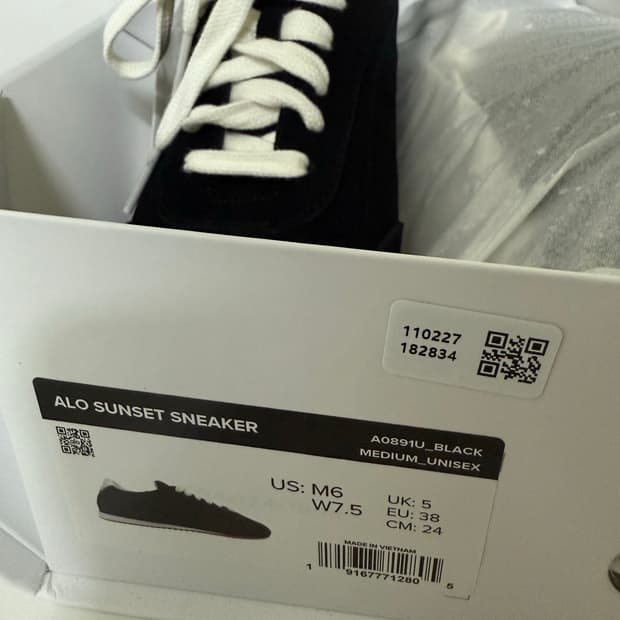 110227
182834
ALO SUNSET SNEAKER
A0891U_BLACK
MEDIUM_UNISEX
US: M6
W7.5
UK: 5
EU: 38
CM: 24
MADE IN VIETNAM
1 9167771280 5